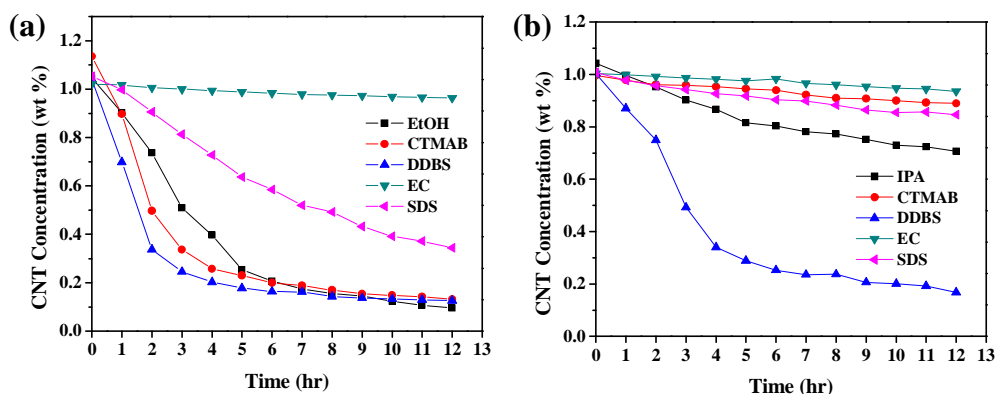 (a)
CNT Concentration (wt %)
1.2
1.0
0.8
0.6
0.4
0.2
0.0
EtOH
CTMAB
DDBS
EC
SDS
0 1 2 3 4 5 6 7 8 9 10 11 12 13
Time (hr)
(b)
CNT Concentration (wt %)
1.2
1.0
0.8
0.6
0.4
0.2
0.0
IPA
CTMAB
DDBS
EC
SDS
0 1 2 3 4 5 6 7 8 9 10 11 12 13
Time (hr)